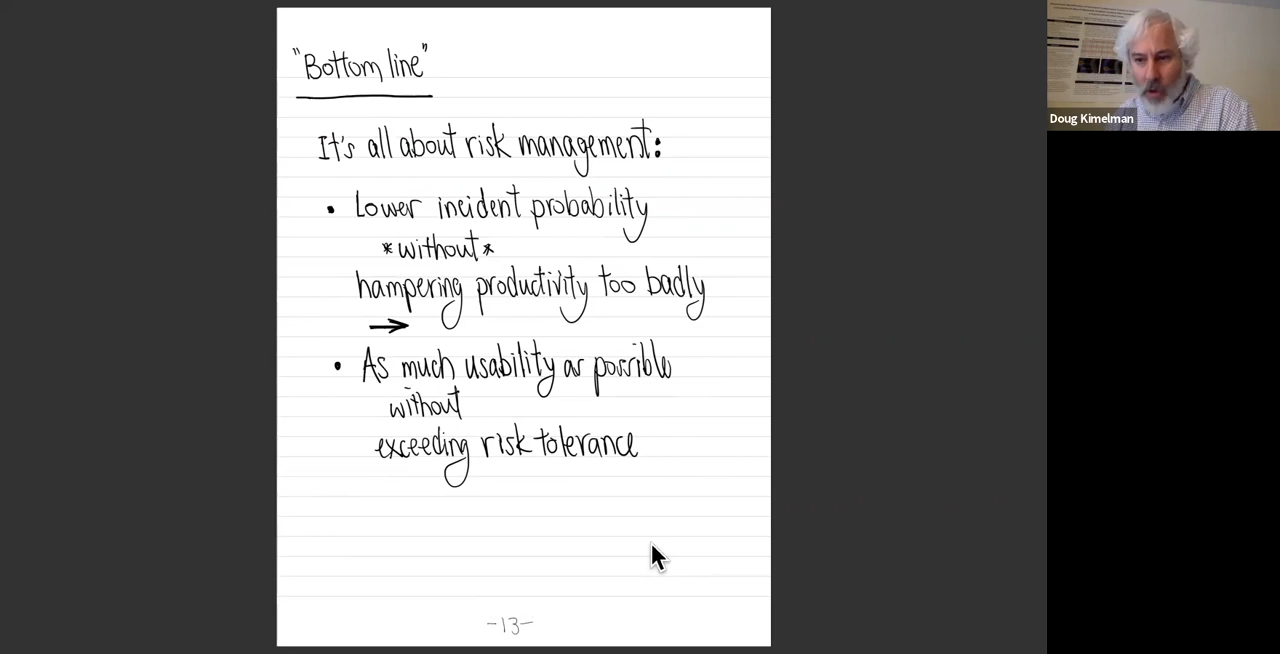 "Bottom line"
It's all about risk management:
• Lower incident probability
*without*
hampering productivity too badly
→
• As much usability as possible
without
exceeding risk tolerance
-13-
Doug Kimelman